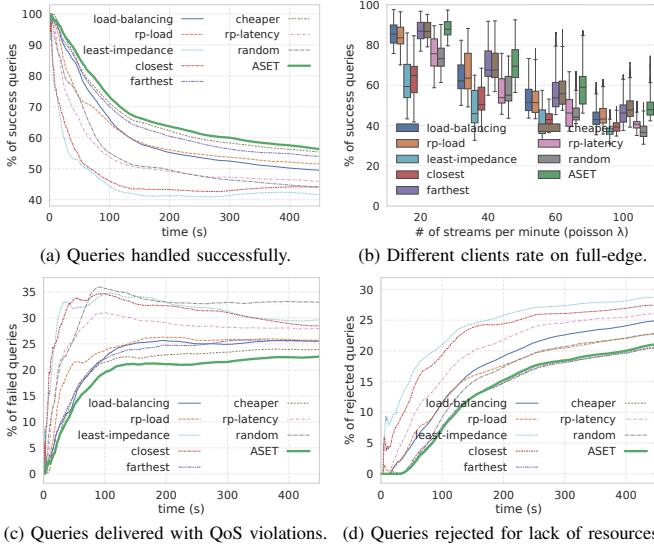 100
90
80
70
60
50
40
% of success queries
load-balancing
rp-load
least-impedance
closest
farthest
cheaper
rp-latency
random
ASET
0
100
200
300
400
time (s)
(a) Queries handled successfully.
100
80
60
40
20
0
% of success queries
load-balancing
rp-load
least-impedance
closest
farthest
cheaper
rp-latency
random
ASET
20
40
60
80
100
# of streams per minute (poisson λ)
(b) Different clients rate on full-edge.
35
30
25
20
15
10
5
0
% of failed queries
load-balancing
rp-load
least-impedance
closest
farthest
cheaper
rp-latency
random
ASET
0
100
200
300
400
time (s)
(c) Queries delivered with QoS violations.
30
25
20
15
10
5
0
% of rejected queries
load-balancing
rp-load
least-impedance
closest
farthest
cheaper
rp-latency
random
ASET
0
100
200
300
400
time (s)
(d) Queries rejected for lack of resources